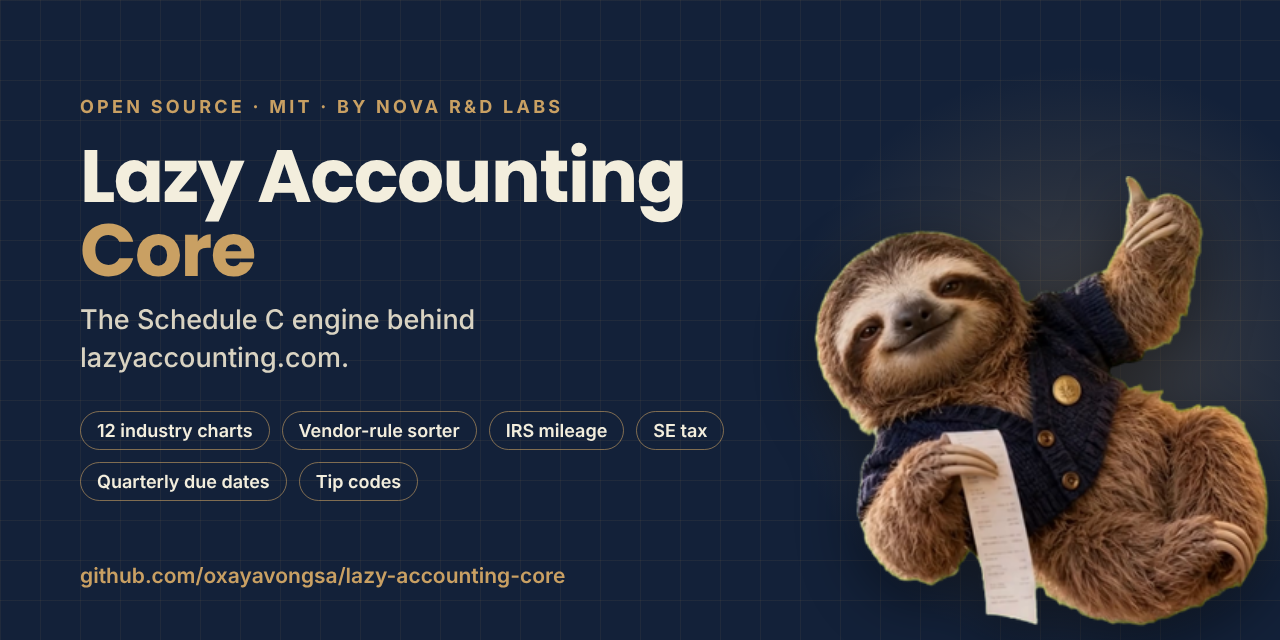 OPEN SOURCE · MIT · BY NOVA R&D LABS
Lazy Accounting
Core
The Schedule C engine behind
lazyaccounting.com.
12 industry charts
Vendor-rule sorter
IRS mileage
SE tax
Quarterly due dates
Tip codes
github.com/oxayavongsa/lazy-accounting-core